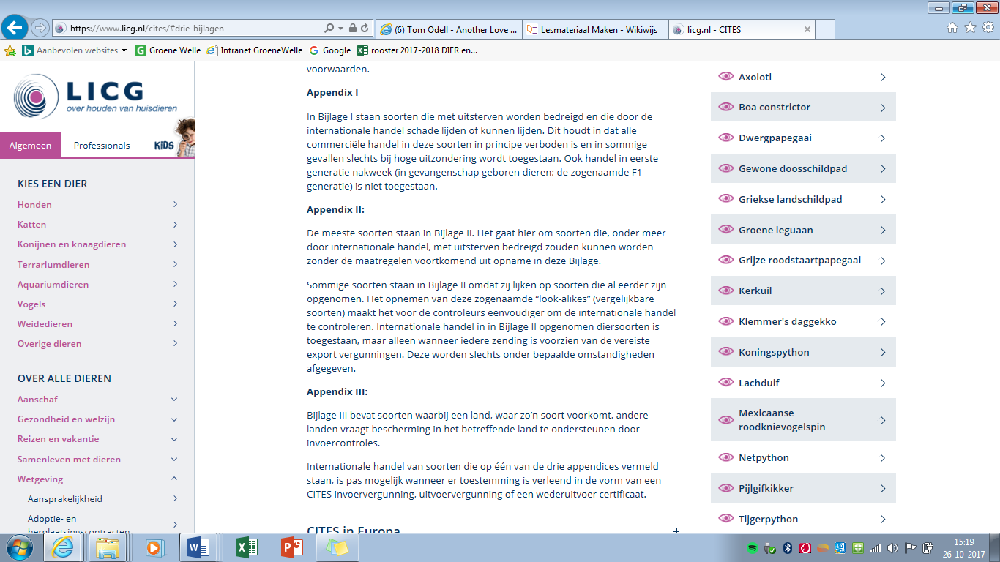 https://www.licg.nl/cites/#drie-bijlagen
(6) Tom Odell - Another Love ...
Lesmateriaal Maken - Wikiwijs
licg.nl - CITES
Aanbevolen websites
Groene Welle
Intranet GroeneWelle
Google
rooster 2017-2018 DIER en...
LICG
over houden van huisdieren
Algemeen
Professionals
KiDS
KIES EEN DIER
Honden
Katten
Konijnen en knaagdieren
Terrariumdieren
Aquariumdieren
Vogels
Weidedieren
Overige dieren
OVER ALLE DIEREN
Aanschaf
Gezondheid en welzijn
Reizen en vakantie
Samenleven met dieren
Wetgeving
Aansprakelijkheid
Adoptie- en
herplaatsingscontracten
voorwaarden.
Appendix I
In Bijlage I staan soorten die met uitsterven worden bedreigd en die door de
internationale handel schade lijden of kunnen lijden. Dit houdt in dat alle
commerciële handel in deze soorten in principe verboden is en in sommige
gevallen slechts bij hoge uitzondering wordt toegestaan. Ook handel in eerste
generatie nakweek (in gevangenschap geboren dieren; de zogenaamde F1
generatie) is niet toegestaan.
Appendix II:
De meeste soorten staan in Bijlage II. Het gaat hier om soorten die, onder meer
door internationale handel, met uitsterven bedreigd zouden kunnen worden
zonder de maatregelen voortkomend uit opname in deze Bijlage.
Sommige soorten staan in Bijlage II omdat zij lijken op soorten die al eerder zijn
opgenomen. Het opnemen van deze zogenaamde “look-alikes” (vergelijkbare
soorten) maakt het voor de controleurs eenvoudiger om de internationale handel
te controleren. Internationale handel in in Bijlage II opgenomen diersoorten is
toegestaan, maar alleen wanneer iedere zending is voorzien van de vereiste
export vergunningen. Deze worden slechts onder bepaalde omstandigheden
afgegeven.
Appendix III:
Bijlage III bevat soorten waarbij een land, waar zo’n soort voorkomt, andere
landen vraagt bescherming in het betreffende land te ondersteunen door
invoercontroles.
Internationale handel van soorten die op één van de drie appendices vermeld
staan, is pas mogelijk wanneer er toestemming is verleend in de vorm van een
CITES invoervergunning, uitvoervergunning of een wederuitvoer certificaat.
CITES in Europa
Axolotl
Boa constrictor
Dwergpapegaai
Gewone doosschildpad
Griekse landschildpad
Groene leguaan
Grijze roodstaartpapegaai
Kerkuil
Klemmer's daggekko
Koningspython
Lachduif
Mexicaanse
roodknievogelspin
Netpython
Pijlgifkikker
Tijgerpython
15:19
26-10-2017